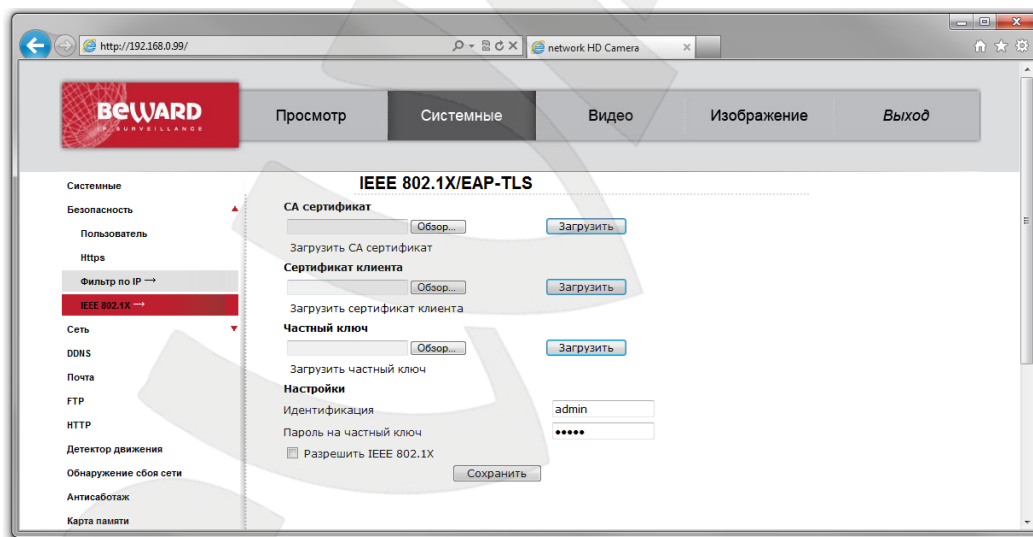 http://192.168.0.99/
network HD Camera
BEWARD
IP SURVEILLANCE
Просмотр
Системные
Видео
Изображение
Выход
Системные
Безопасность
Пользователь
Https
Фильтр по IP →
IEEE 802.1X →
Сеть
DDNS
Почта
FTP
HTTP
Детектор движения
Обнаружение сбоя сети
Антисаботаж
Карта памяти
IEEE 802.1X/EAP-TLS
CA сертификат
Обзор... Загрузить
Загрузить CA сертификат
Сертификат клиента
Обзор... Загрузить
Загрузить сертификат клиента
Частный ключ
Обзор... Загрузить
Загрузить частный ключ
Настройки
Идентификация admin
Пароль на частный ключ •••••
Разрешить IEEE 802.1X
Сохранить